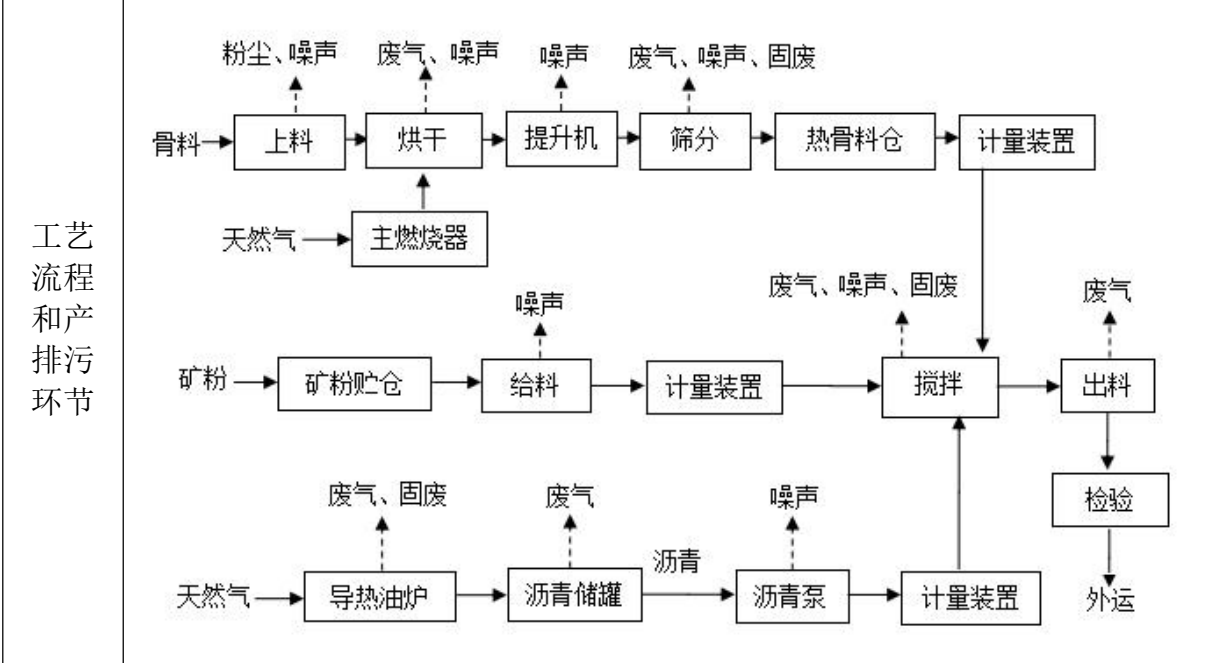 工艺
流程
和产
排污
环节
粉尘、噪声
废气、噪声
噪声
废气、噪声、固废
骨料
上料
烘干
提升机
筛分
热骨料仓
计量装置
天然气
主燃烧器
噪声
废气、噪声、固废
废气
矿粉
矿粉贮仓
给料
计量装置
搅拌
出料
废气、固废
废气
噪声
检验
天然气
导热油炉
沥青储罐
沥青
沥青泵
计量装置
外运